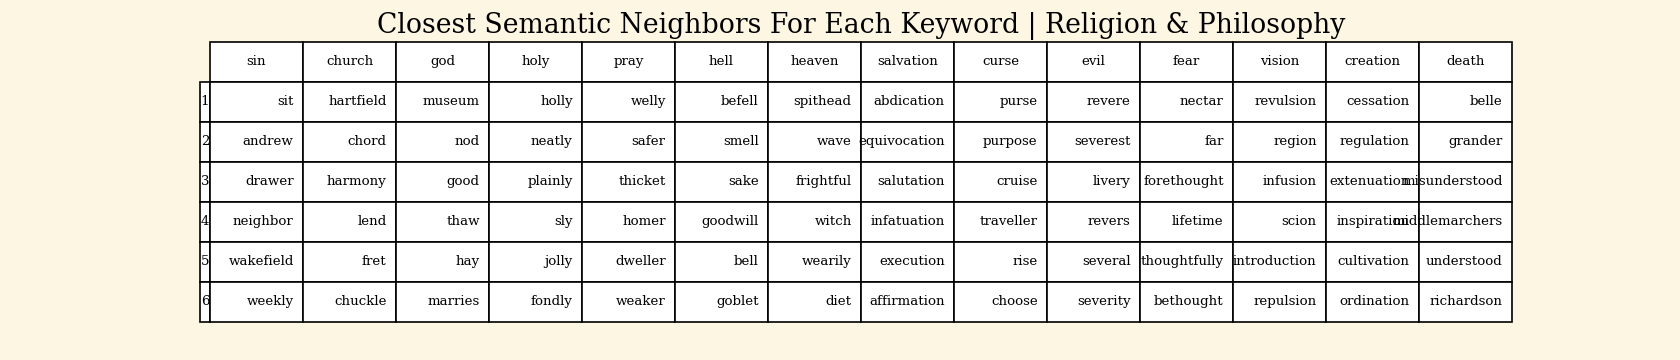 Closest Semantic Neighbors For Each Keyword | Religion & Philosophy
sin church god holy pray hell heaven salvation curse evil fear vision creation death
1 sit hartfield museum holly welly befell spithead abdication purse revere nectar revulsion cessation belle
2 andrew chord nod neatly safer smell wave equivocation purpose severest far region regulation grander
3 drawer harmony good plainly thicket sake frightful salutation cruise livery forethought infusion extenuation misunderstood
4 neighbor lend thaw sly homer goodwill witch infatuation traveller revers lifetime scion inspiration middlemarchers
5 wakefield fret hay jolly dweller bell wearily execution rise several thoughtfully introduction cultivation understood
6 weekly chuckle marries fondly weaker goblet diet affirmation choose severity bethought repulsion ordination richardson